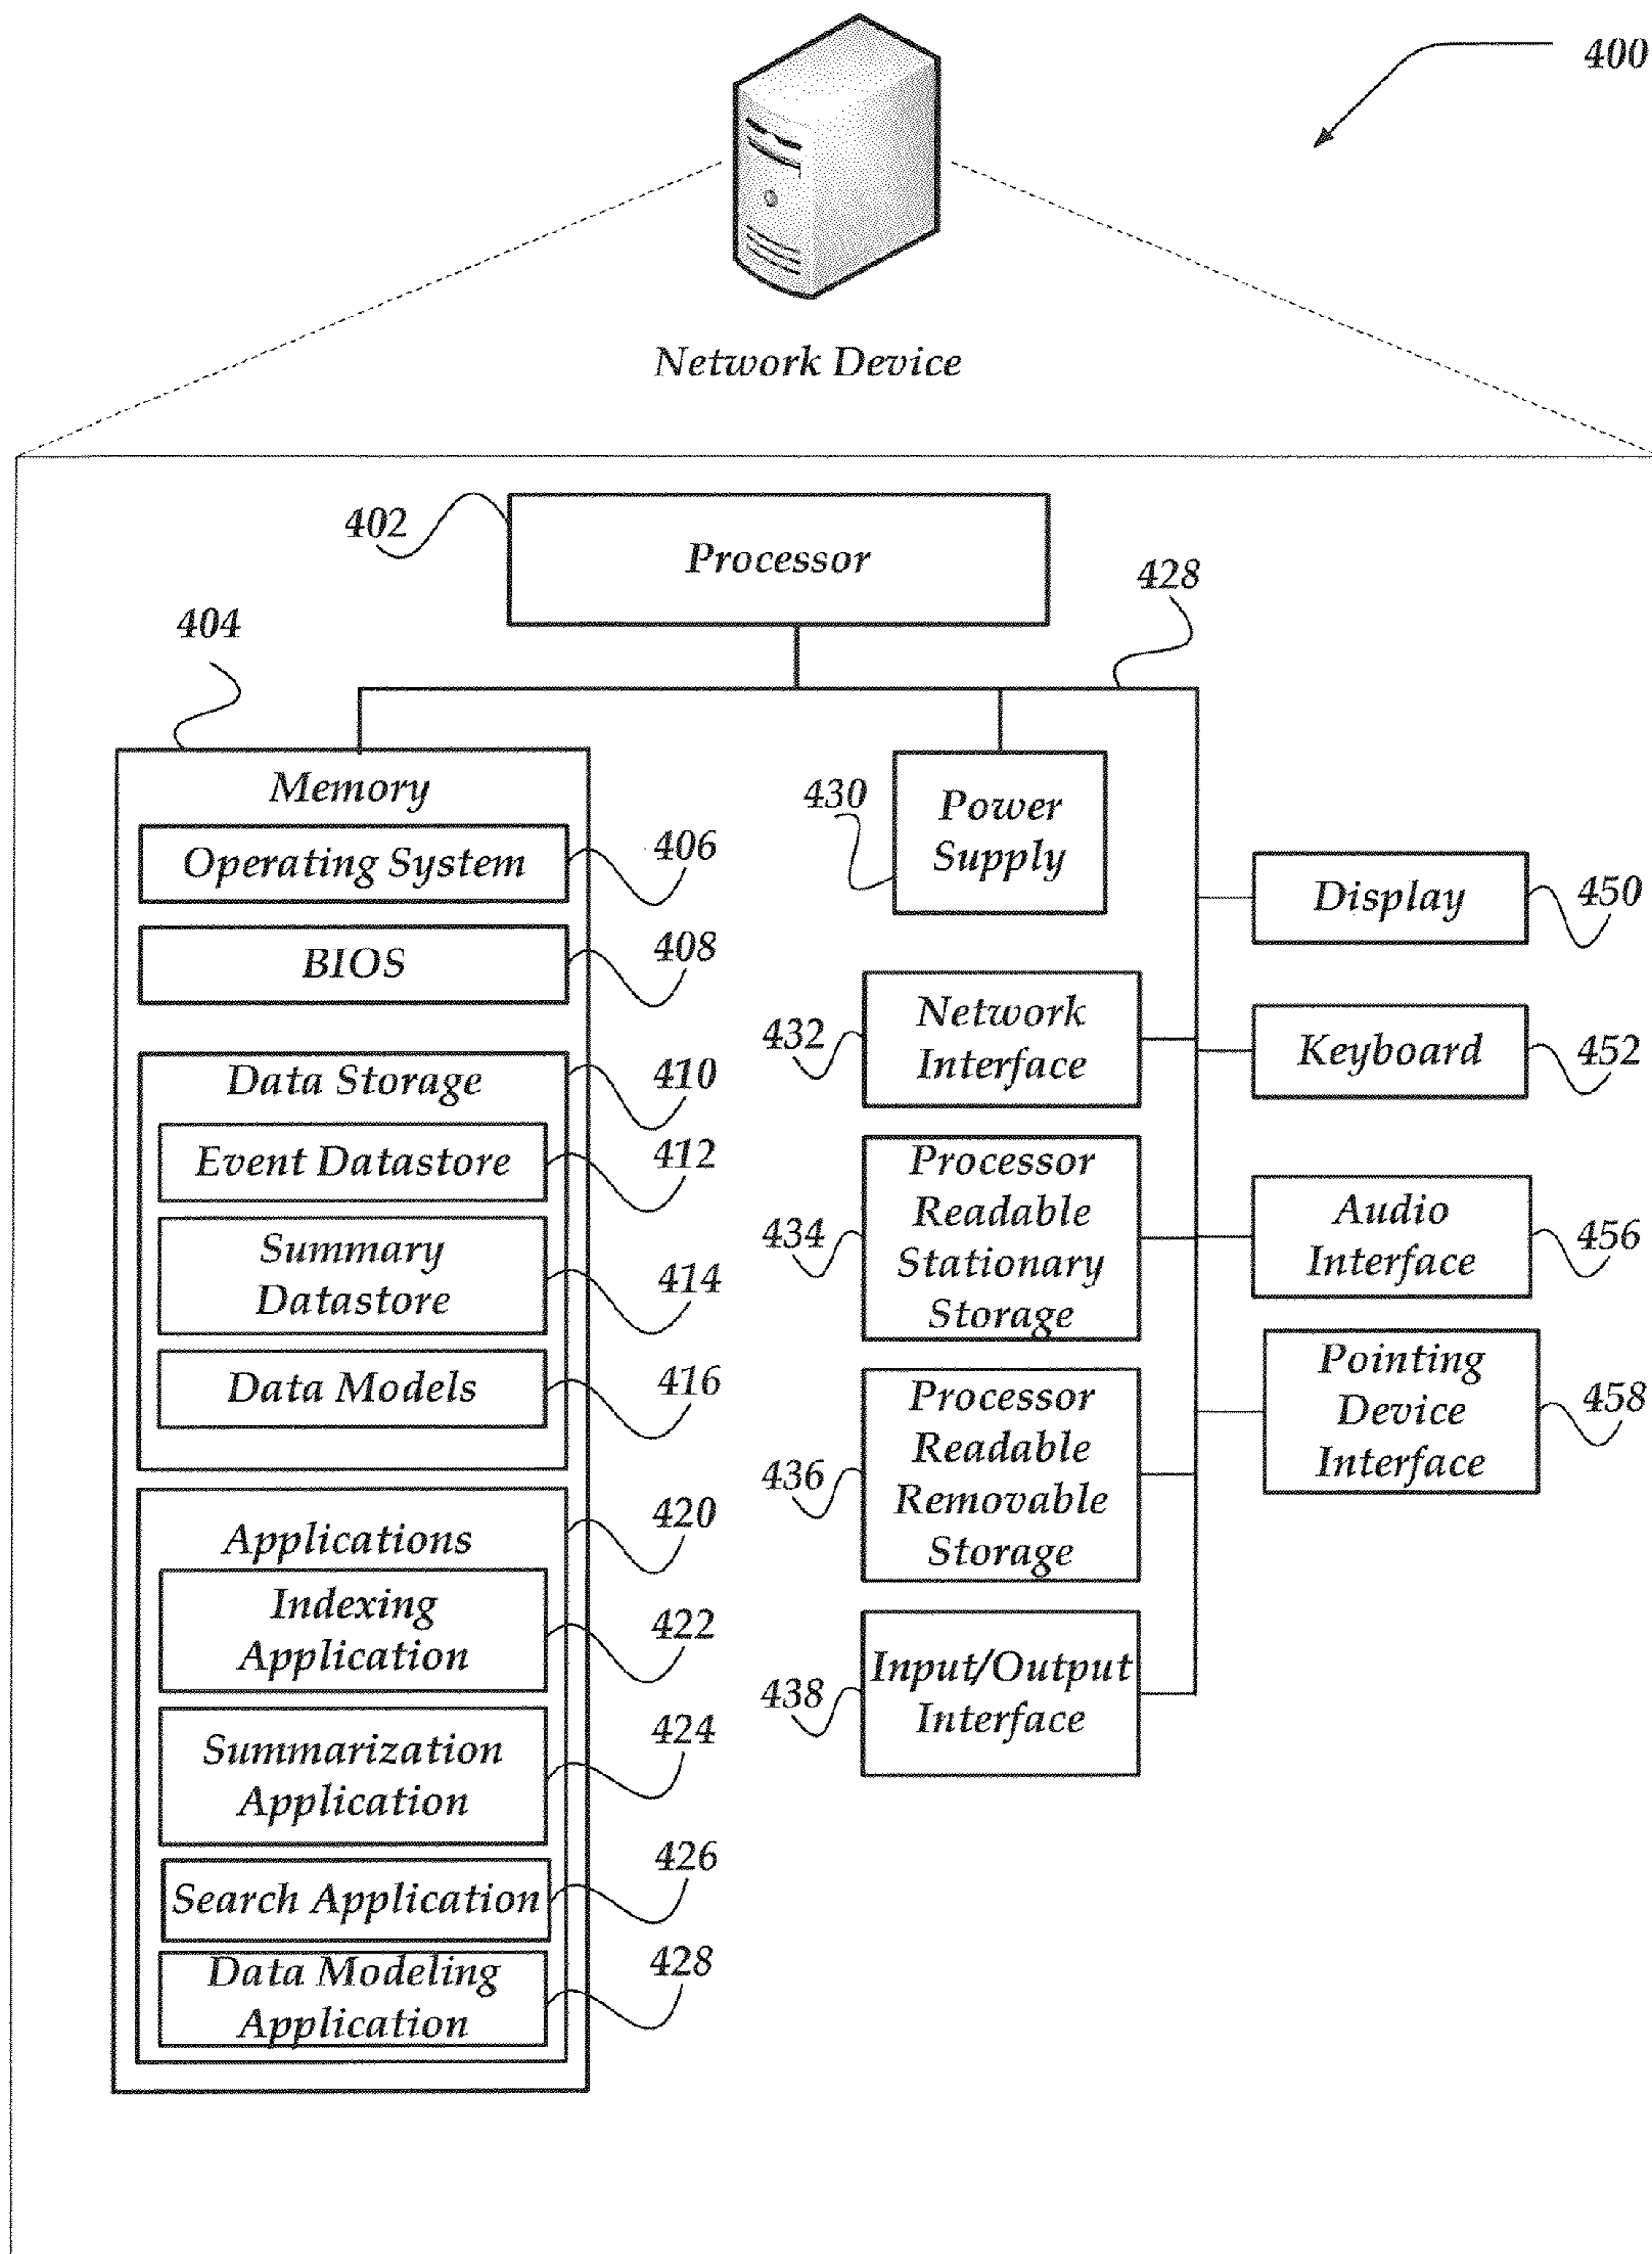 400
Network Device
402
Processor
428
404
Memory
Operating System
406
BIOS
408
Data Storage
410
Event Datastore
412
Summary
Datastore
414
Data Models
416
Applications
420
Indexing
Application
422
Summarization
Application
424
Search Application
426
Data Modeling
Application
428
430
Power
Supply
432
Network
Interface
434
Processor
Readable
Stationary
Storage
436
Processor
Readable
Removable
Storage
438
Input/Output
Interface
Display
450
Keyboard
452
Audio
Interface
456
Pointing
Device
Interface
458